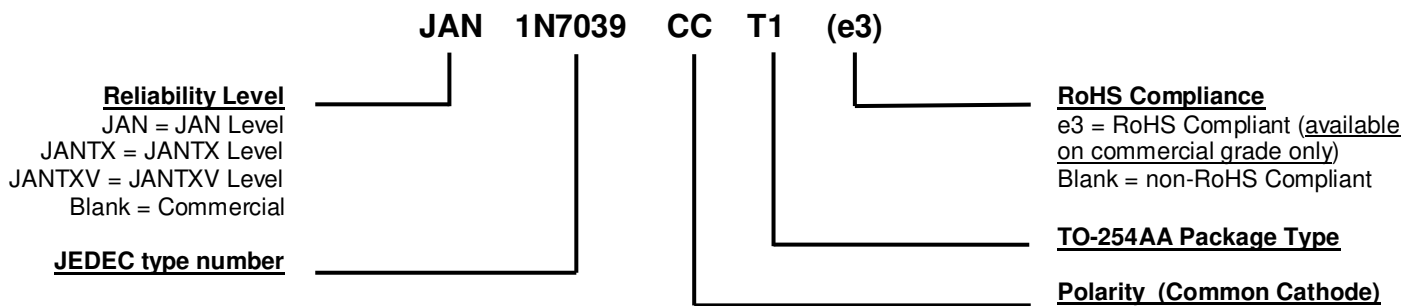 JAN 1N7039 CC T1 (e3)
Reliability Level
JAN = JAN Level
JANTX = JANTX Level
JANTXV = JANTXV Level
Blank = Commercial
JEDEC type number
RoHS Compliance
e3 = RoHS Compliant (available
on commercial grade only)
Blank = non-RoHS Compliant
TO-254AA Package Type
Polarity (Common Cathode)